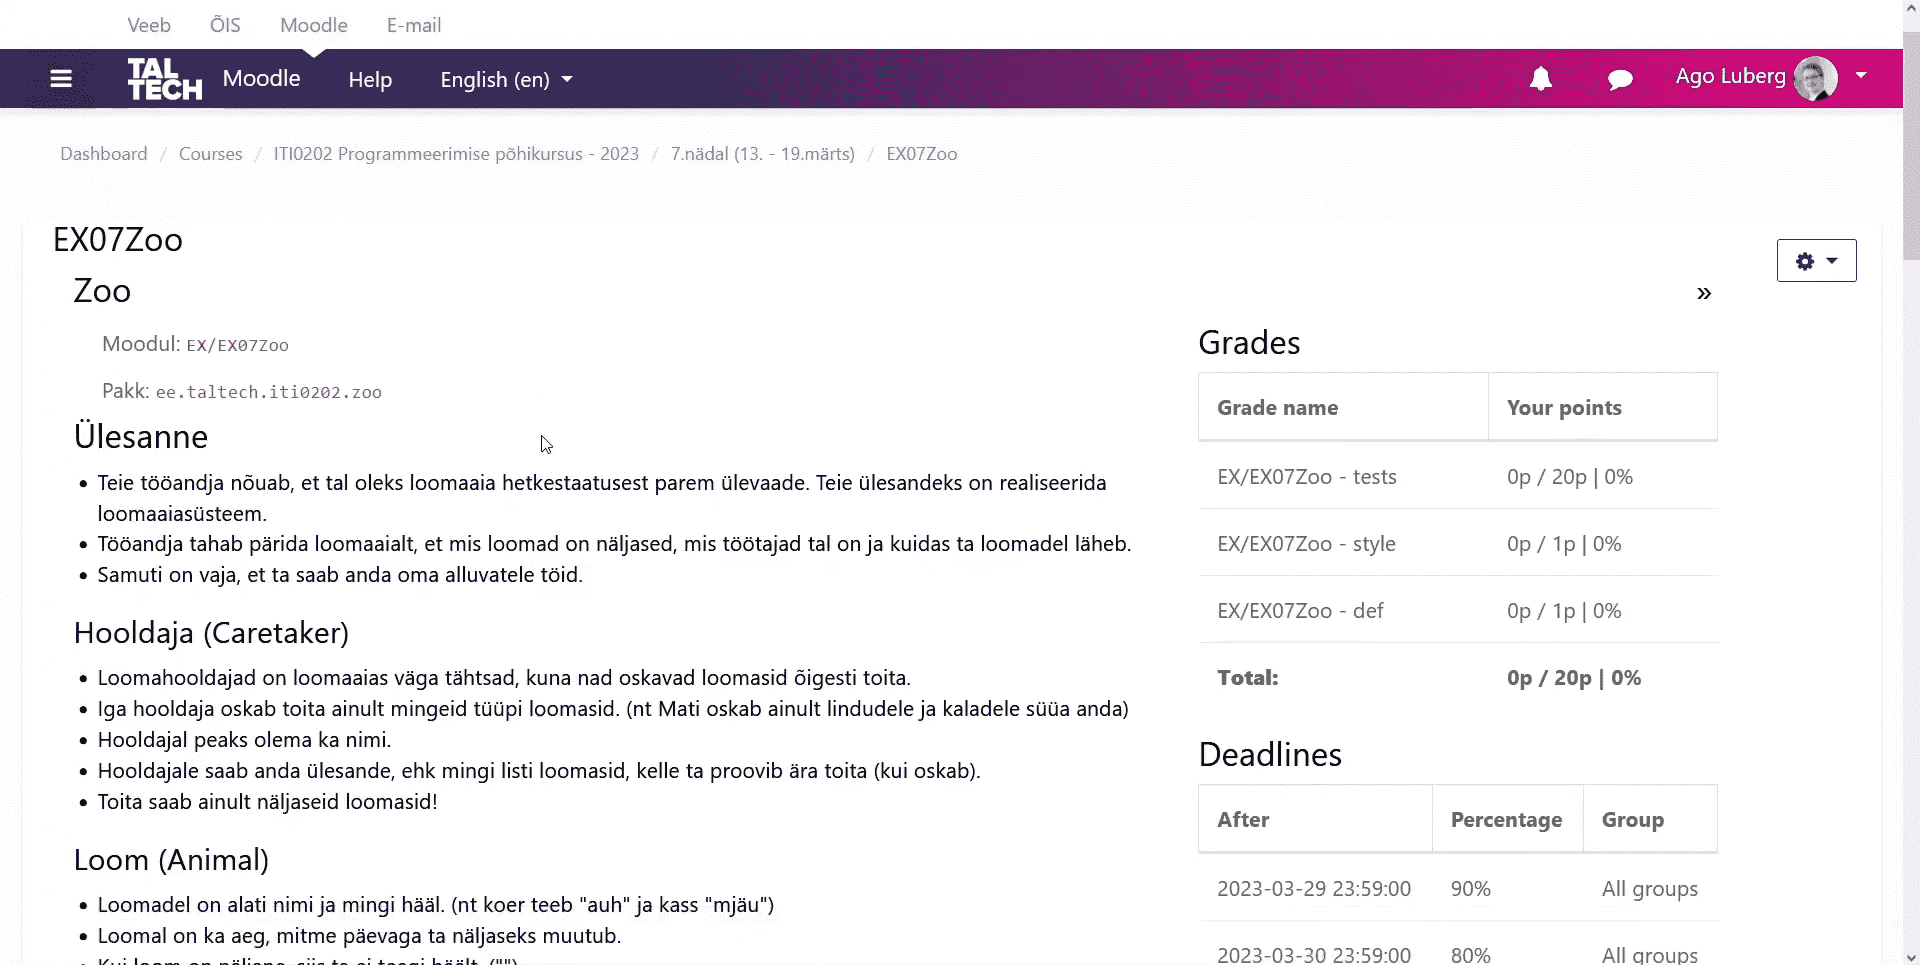 Veeb ÕIS Moodle E-mail
TAL TECH Moodle Help English (en) Ago Luberg
Dashboard / Courses / ITI0202 Programmeerimise põhikursus - 2023 / 7.nädal (13. - 19.märts) / EX07Zoo
EX07Zoo
Zoo
»
Moodul: EX/EX07Zoo
Pakk: ee.taltech.iti0202.zoo
Ülesanne
• Teie tööandja nõuab, et tal oleks loomaaia hetkestaatusest parem ülevaade. Teie ülesandeks on realiseerida
loomaaiasüsteem.
• Tööandja tahab pärida loomaaialt, et mis loomad on näljased, mis töötajad tal on ja kuidas ta loomadel läheb.
• Samuti on vaja, et ta saab anda oma alluvatele töid.
Hooldaja (Caretaker)
• Loomahooldajad on loomaaias väga tähtsad, kuna nad oskavad loomasid õigesti toita.
• Iga hooldaja oskab toita ainult mingeid tüüpi loomasid. (nt Mati oskab ainult lindudele ja kaladele süüa anda)
• Hooldajal peaks olema ka nimi.
• Hooldajale saab anda ülesande, ehk mingi listi loomasid, kelle ta proovib ära toita (kui oskab).
• Toita saab ainult näljaseid loomasid!
Loom (Animal)
• Loomadel on alati nimi ja mingi hääl. (nt koer teeb "auh" ja kass "mjäu")
• Loomal on ka aeg, mitme päevaga ta näljaseks muutub.
• Kui loom on näljane, siis ta ei teegi häält. ("")
Grades
Grade name Your points
EX/EX07Zoo - tests 0p / 20p | 0%
EX/EX07Zoo - style 0p / 1p | 0%
EX/EX07Zoo - def 0p / 1p | 0%
Total: 0p / 20p | 0%
Deadlines
After Percentage Group
2023-03-29 23:59:00 90% All groups
2023-03-30 23:59:00 80% All groups